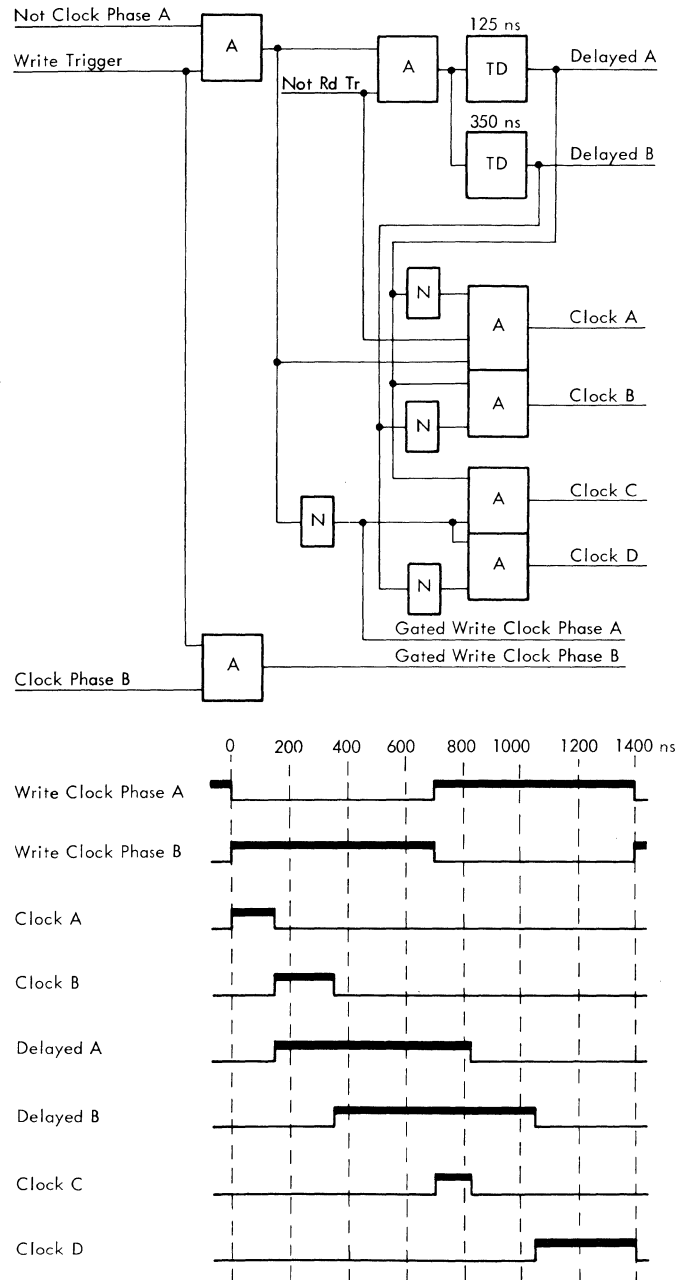 Not Clock Phase A
Write Trigger
A
Not Rd Tr
A
125 ns
TD
Delayed A
350 ns
TD
Delayed B
N
A
Clock A
A
Clock B
N
A
Clock C
N
A
Clock D
N
Gated Write Clock Phase A
A
Gated Write Clock Phase B
Clock Phase B
0 200 400 600 800 1000 1200 1400 ns
Write Clock Phase A
Write Clock Phase B
Clock A
Clock B
Delayed A
Delayed B
Clock C
Clock D